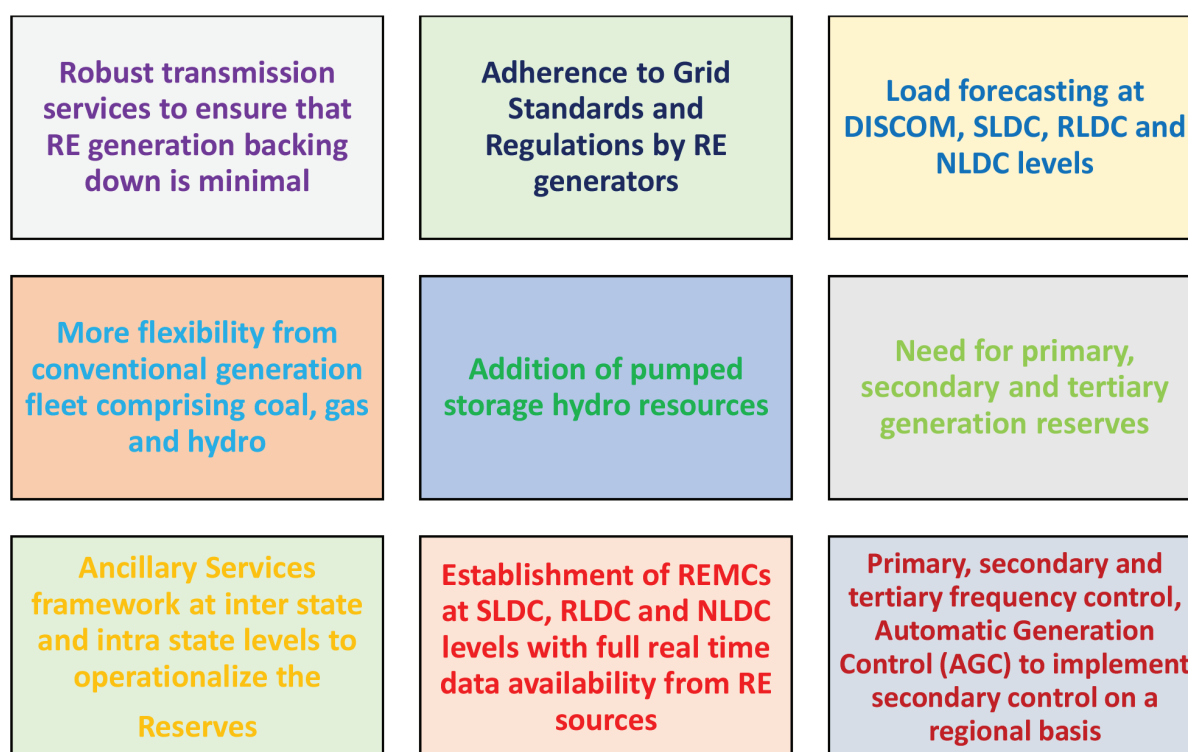 Robust transmission
services to ensure that
RE generation backing
down is minimal
Adherence to Grid
Standards and
Regulations by RE
generators
Load forecasting at
DISCOM, SLDC, RLDC and
NLDC levels
More flexibility from
conventional generation
fleet comprising coal, gas
and hydro
Addition of pumped
storage hydro resources
Need for primary,
secondary and tertiary
generation reserves
Ancillary Services
framework at inter state
and intra state levels to
operationalize the
Reserves
Establishment of REMCs
at SLDC, RLDC and NLDC
levels with full real time
data availability from RE
sources
Primary, secondary and
tertiary frequency control,
Automatic Generation
Control (AGC) to implement
secondary control on a
regional basis